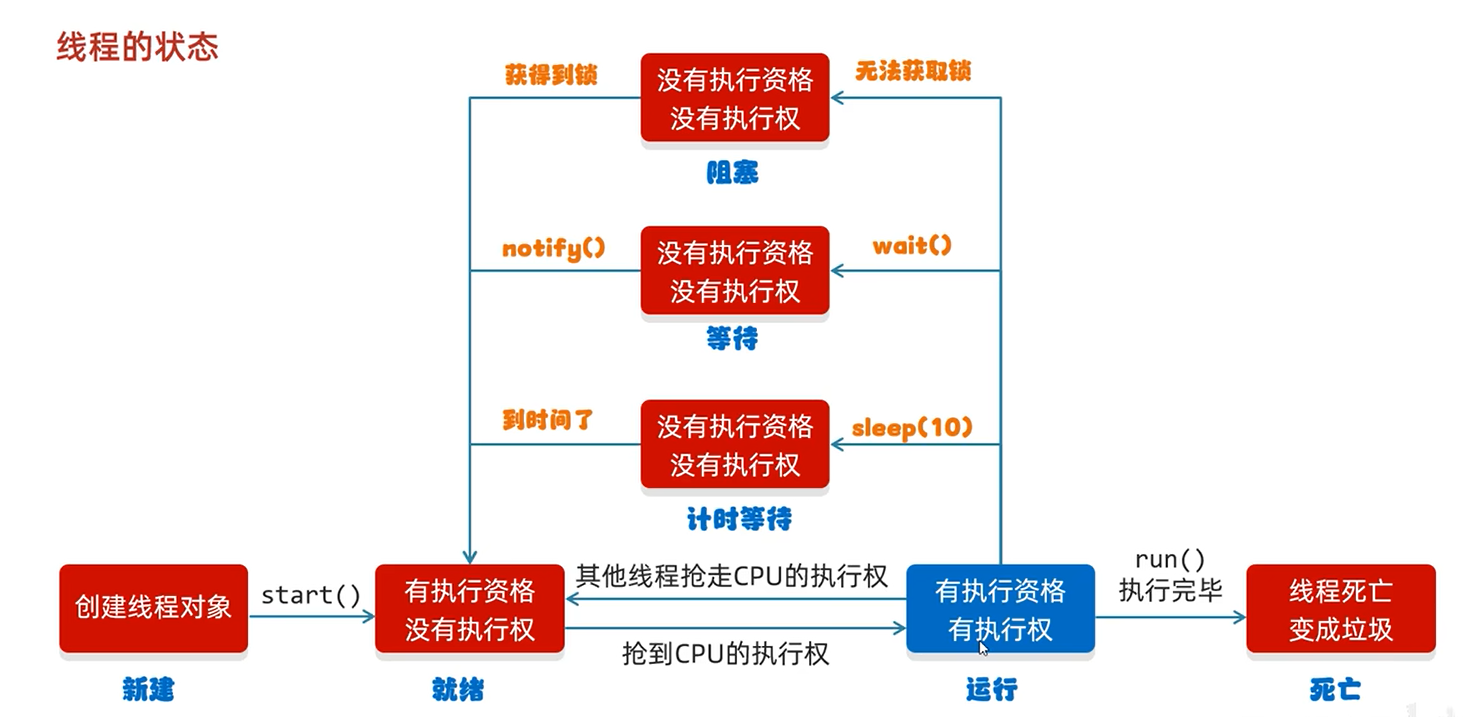 线程的状态
获得到锁
没有执行资格
没有执行权
无法获取锁
阻塞
notify()
没有执行资格
没有执行权
wait()
等待
到时间了
没有执行资格
没有执行权
sleep(10)
计时等待
创建线程对象
start()
有执行资格
没有执行权
其他线程抢走CPU的执行权
抢到CPU的执行权
有执行资格
有执行权
run()
执行完毕
线程死亡
变成垃圾
新建
就绪
运行
死亡